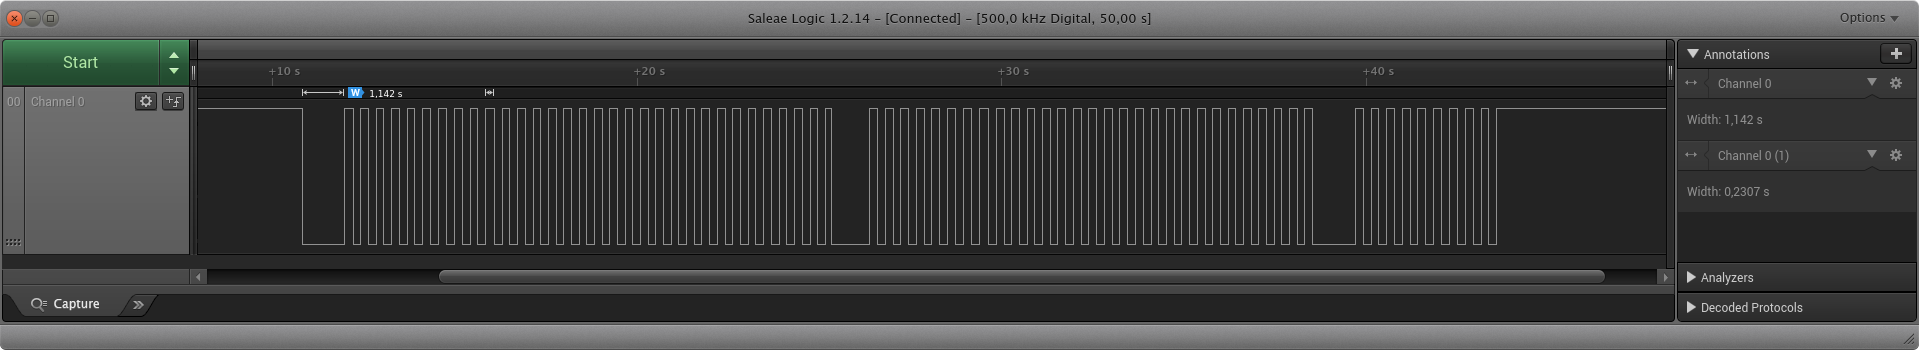 Saleae Logic 1.2.14 – [Connected] – [500,0 kHz Digital, 50,00 s]
Options
Start
+10 s
+20 s
+30 s
+40 s
Annotations
00
Channel 0
W 1,142 s
Channel 0
Width: 1,142 s
Channel 0 (1)
Width: 0,2307 s
Analyzers
Capture
Decoded Protocols